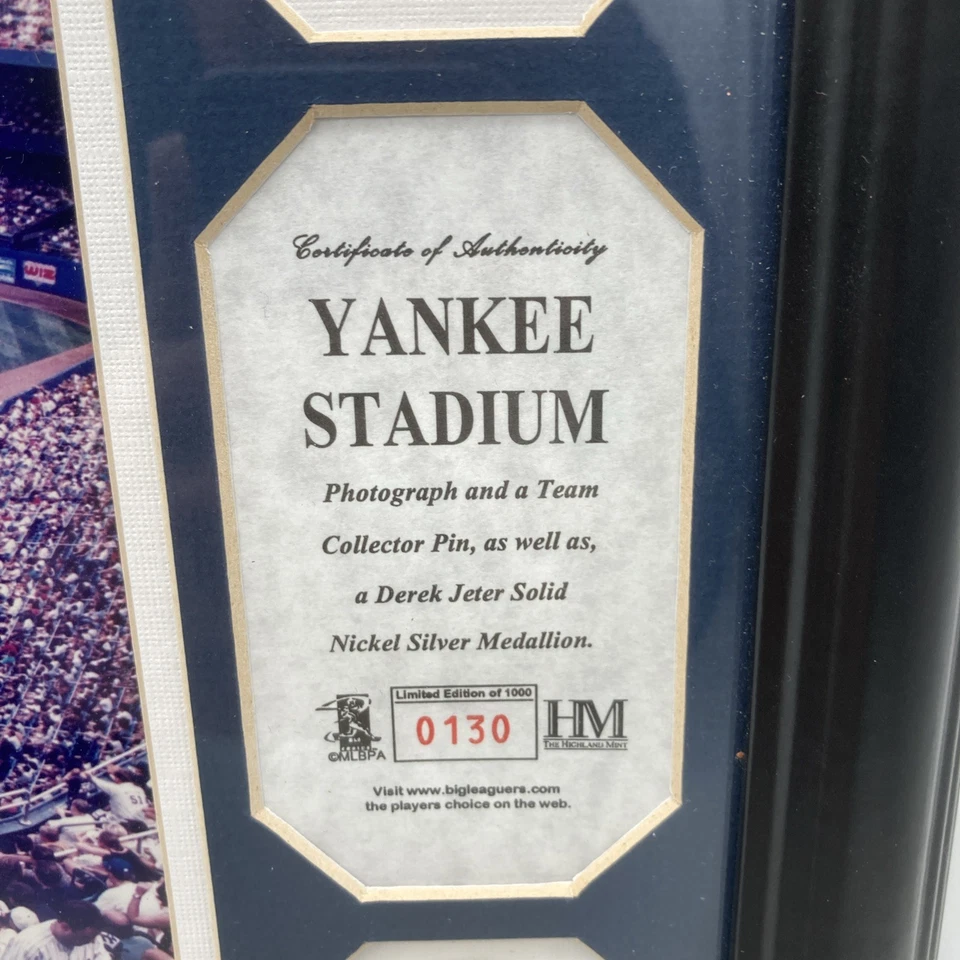 Certificate of Authenticity
YANKEE
STADIUM
Photograph and a Team
Collector Pin, as well as,
a Derek Jeter Solid
Nickel Silver Medallion.
Limited Edition of 1000
0130
©MLBPA
HM
THE HIGHLAND MINT
Visit www.bigleaguers.com
the players choice on the web.
51